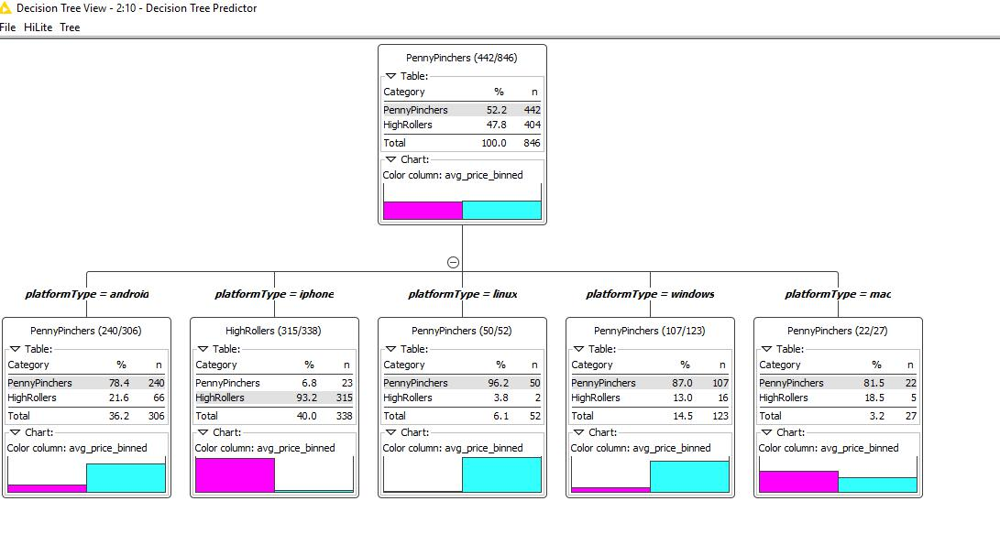 Decision Tree View - 2:10 - Decision Tree Predictor
File HiLite Tree
PennyPinchers (442/846)
Table:
Category % n
PennyPinchers 52.2 442
HighRollers 47.8 404
Total 100.0 846
Chart:
Color column: avg_price_binned
platformType = android
PennyPinchers (240/306)
Table:
Category % n
PennyPinchers 78.4 240
HighRollers 21.6 66
Total 36.2 306
Chart:
Color column: avg_price_binned
platformType = iphone
HighRollers (315/338)
Table:
Category % n
PennyPinchers 6.8 23
HighRollers 93.2 315
Total 40.0 338
Chart:
Color column: avg_price_binned
platformType = linux
PennyPinchers (50/52)
Table:
Category % n
PennyPinchers 96.2 50
HighRollers 3.8 2
Total 6.1 52
Chart:
Color column: avg_price_binned
platformType = windows
PennyPinchers (107/123)
Table:
Category % n
PennyPinchers 87.0 107
HighRollers 13.0 16
Total 14.5 123
Chart:
Color column: avg_price_binned
platformType = mac
PennyPinchers (22/27)
Table:
Category % n
PennyPinchers 81.5 22
HighRollers 18.5 5
Total 3.2 27
Chart:
Color column: avg_price_binned